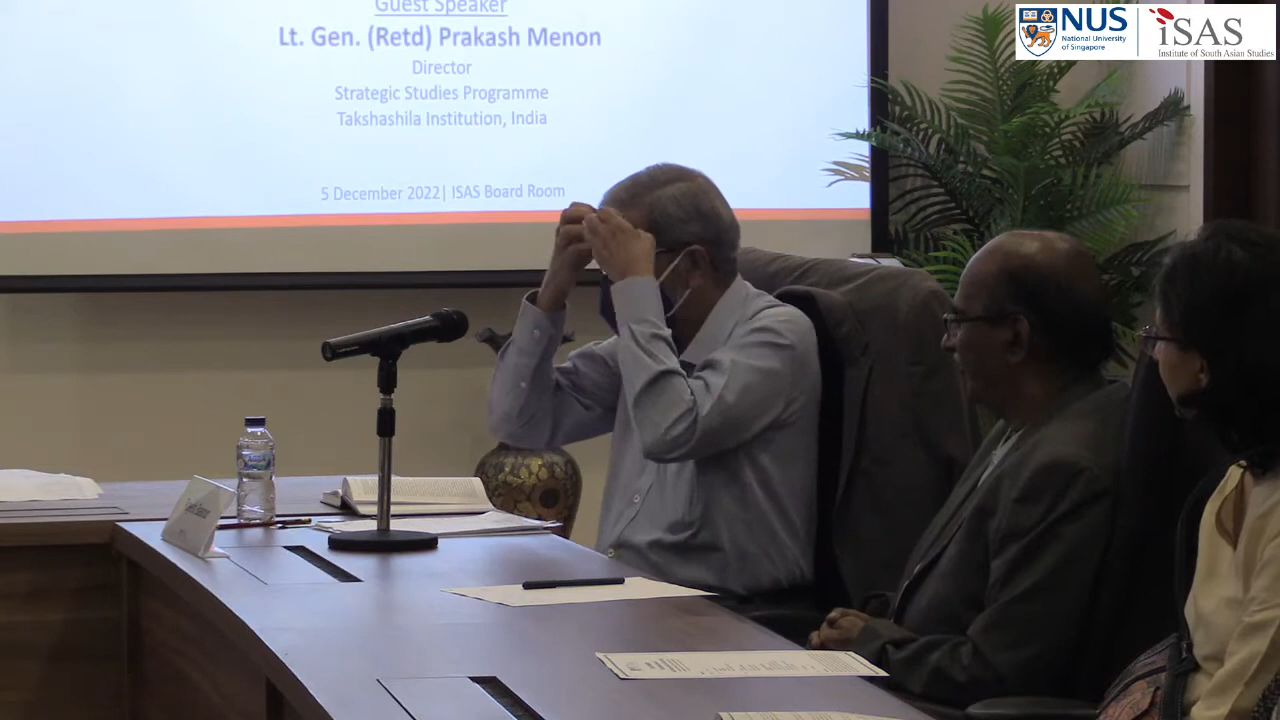 Guest Speaker
Lt. Gen. (Retd) Prakash Menon
Director
Strategic Studies Programme
Takshashila Institution, India
5 December 2022| ISAS Board Room
NUS
National University
of Singapore
iSAS
Institute of South Asian Studies